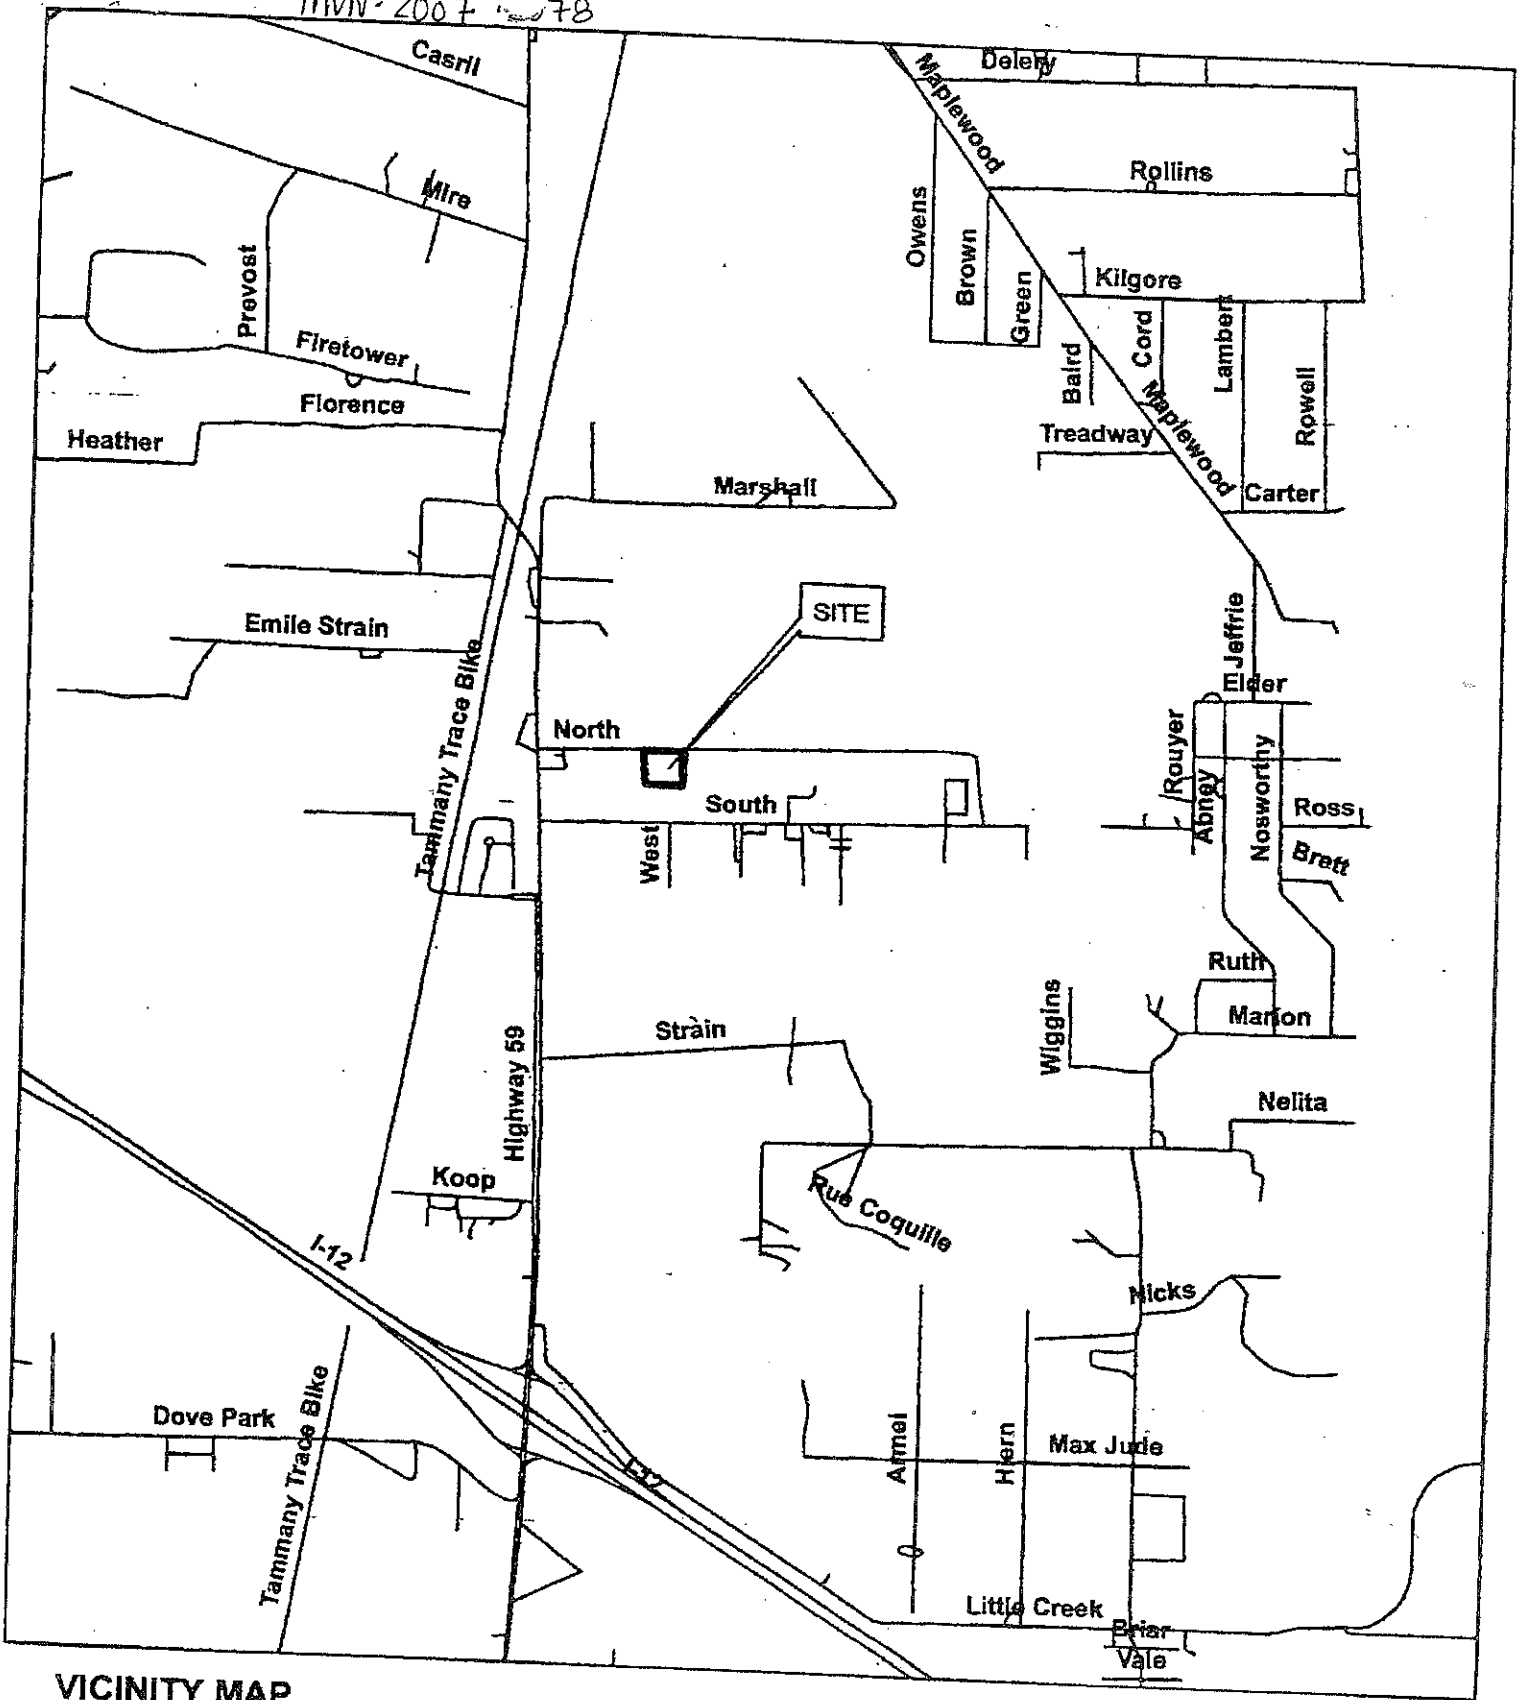 Casril
Delery
Maplewood
Rollins
Mire
Owens
Brown
Green
Kilgore
Prevost
Cord
Lambert
Rowell
Baird
Firetower
Florence
Heather
Treadway
Maplewood
Carter
Marshall
SITE
Jeffrie
Emile Strain
Elder
Tammany Trace Bike
North
Rouyer
Abney
Nosworthy
South
Ross
West
Brett
Ruth
Marion
Wiggins
Strain
Highway 59
Nelita
Koop
Rue Coquille
I-12
Nicks
Dove Park
Tammany Trace Bike
Armel
Hiern
Max Jude
I-12
Little Creek
Briar
Vale
VICINITY MAP